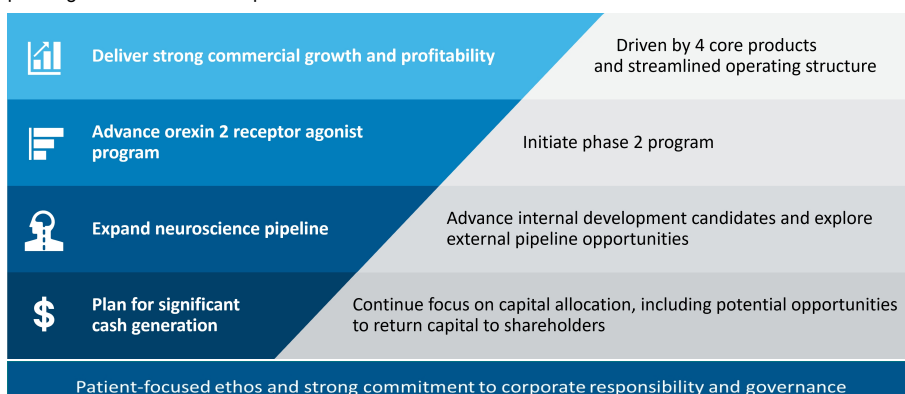 Deliver strong commercial growth and profitability
Driven by 4 core products
and streamlined operating structure
Advance orexin 2 receptor agonist
program
Initiate phase 2 program
Expand neuroscience pipeline
Advance internal development candidates and explore
external pipeline opportunities
$
Plan for significant
cash generation
Continue focus on capital allocation, including potential opportunities
to return capital to shareholders
Patient-focused ethos and strong commitment to corporate responsibility and governance